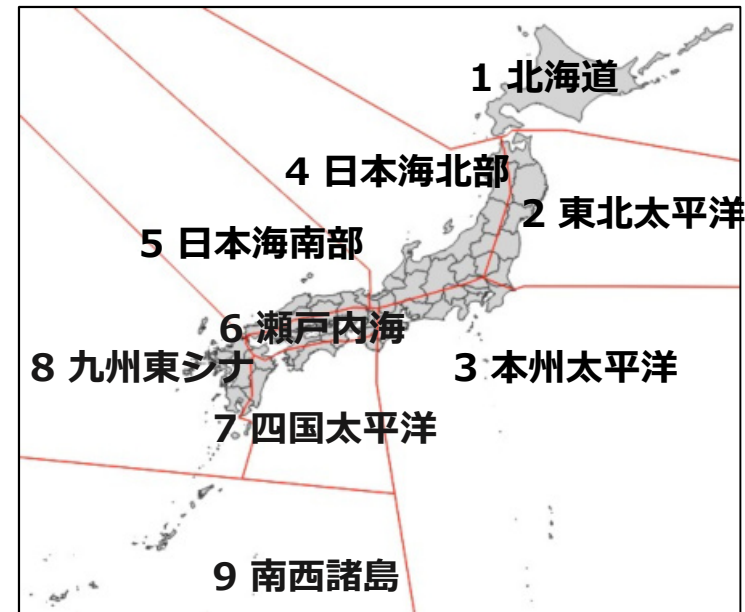 1 北海道
4 日本海北部
2 東北太平洋
5 日本海南部
6 瀬戸内海
8 九州東シナ
3 本州太平洋
7 四国太平洋
9 南西諸島